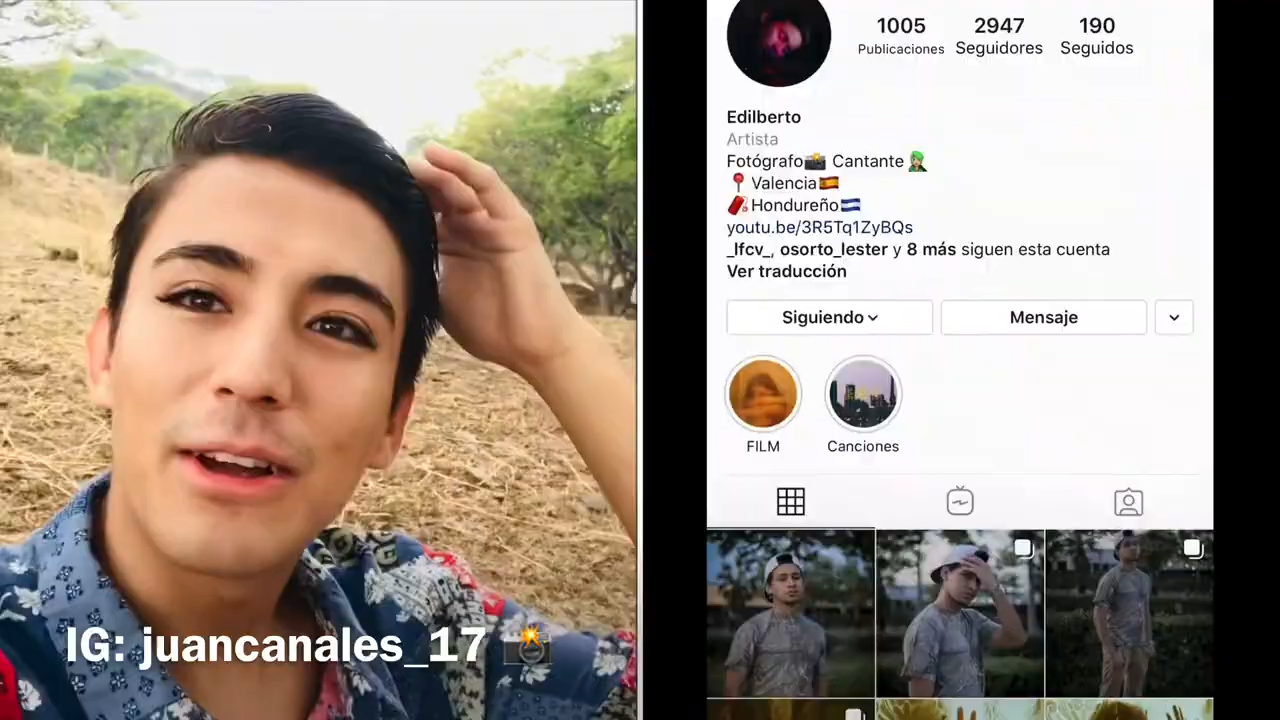 IG: juancanales_17 📸
1005 2947 190
Publicaciones Seguidores Seguidos
Edilberto
Artista
Fotógrafo📸 Cantante👨🏼‍🎤
📍Valencia🇪🇸
🧧Hondureño🇭🇳
youtu.be/3R5Tq1ZyBQs
_lfcv_, osorto_lester y 8 más siguen esta cuenta
Ver traducción
Siguiendo Mensaje
FILM Canciones